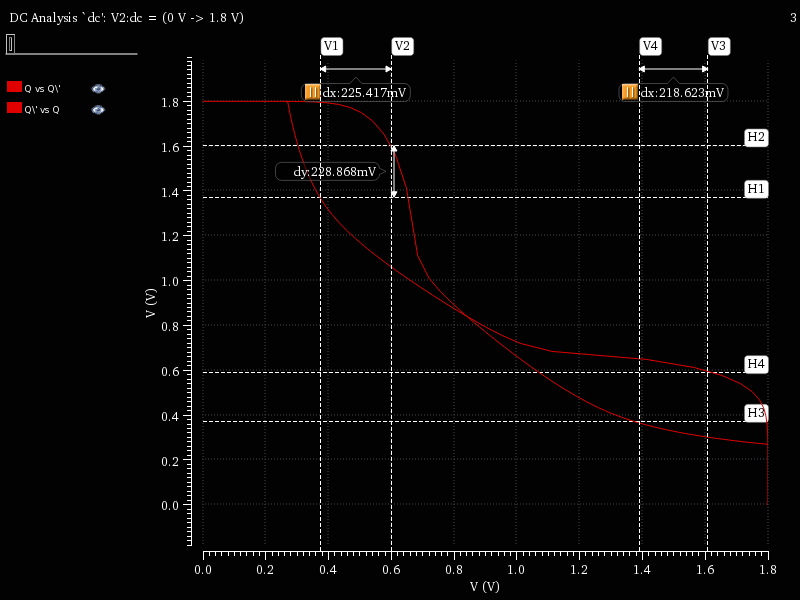 DC Analysis `dc': V2:dc = (0 V -> 1.8 V)
3
Q vs Q\'
Q\' vs Q
V1
V2
V4
V3
dx:225.417mV
dx:218.623mV
H2
dy:228.868mV
H1
H4
H3
V (V)
1.8
1.6
1.4
1.2
1.0
0.8
0.6
0.4
0.2
0.0
0.0
0.2
0.4
0.6
0.8
1.0
1.2
1.4
1.6
1.8
V (V)